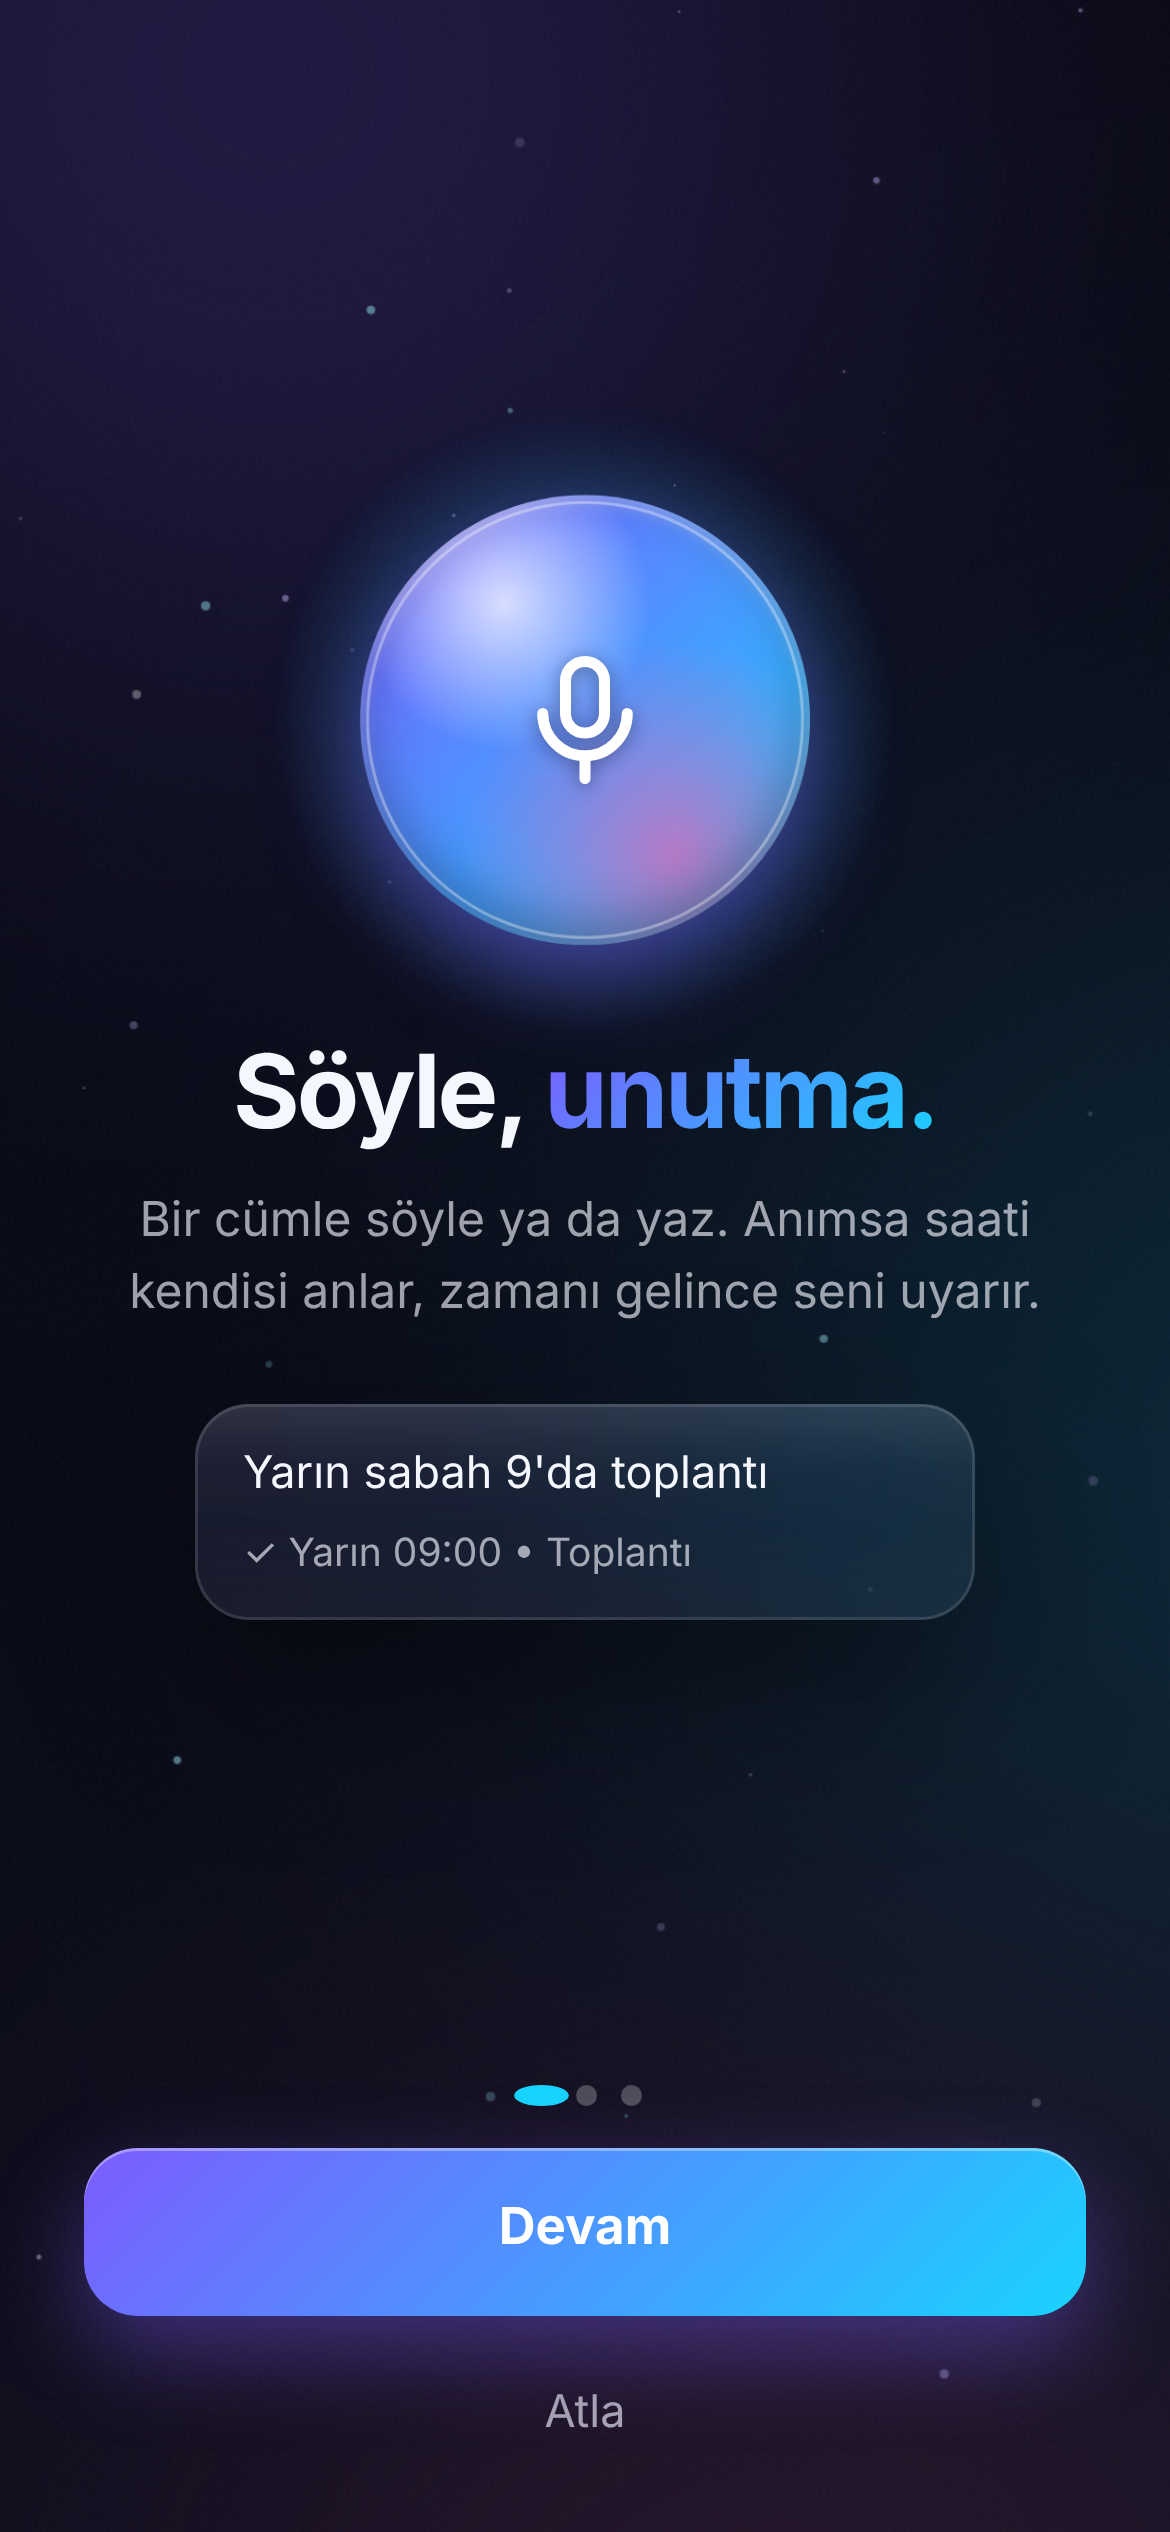 Söyle, unutma.
Bir cümle söyle ya da yaz. Anımsa saati
kendisi anlar, zamanı gelince seni uyarır.
Yarın sabah 9'da toplantı
✓ Yarın 09:00 • Toplantı
Devam
Atla